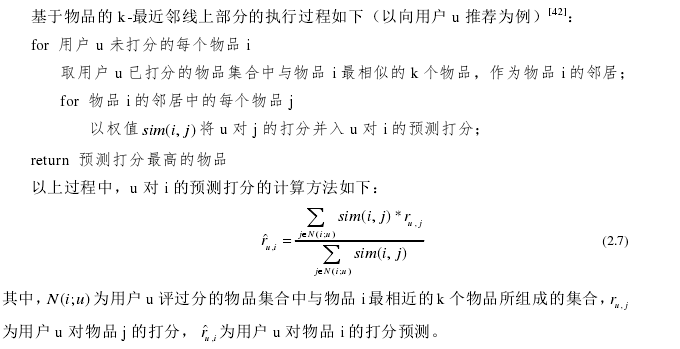 基于物品的 k-最近邻线上部分的执行过程如下（以向用户 u 推荐为例）[42]：
for 用户 u 未打分的每个物品 i
取用户 u 已打分的物品集合中与物品 i 最相似的 k 个物品，作为物品 i 的邻居；
for 物品 i 的邻居中的每个物品 j
以权值 sim(i, j) 将 u 对 j 的打分并入 u 对 i 的预测打分；
return 预测打分最高的物品
以上过程中，u 对 i 的预测打分的计算方法如下：
r̂_{u,i} = \frac{\sum_{j∈N(i;u)} sim(i, j) * r_{u,j}}{\sum_{j∈N(i;u)} sim(i, j)} (2.7)
其中，N(i;u) 为用户 u 评过分的物品集合中与物品 i 最相近的 k 个物品所组成的集合，r_{u,j}
为用户 u 对物品 j 的打分，r̂_{u,i} 为用户 u 对物品 i 的打分预测。